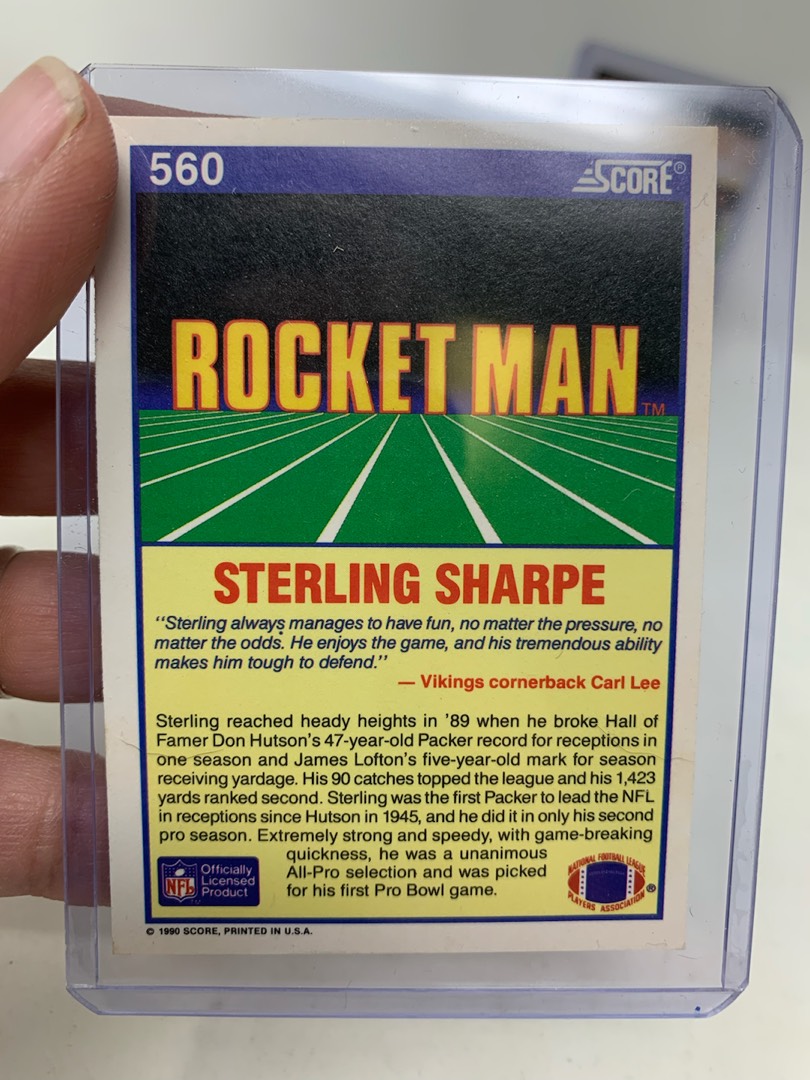 560
SCORE®
ROCKET MAN™
STERLING SHARPE
"Sterling always manages to have fun, no matter the pressure, no
matter the odds. He enjoys the game, and his tremendous ability
makes him tough to defend."
— Vikings cornerback Carl Lee
Sterling reached heady heights in '89 when he broke Hall of
Famer Don Hutson's 47-year-old Packer record for receptions in
one season and James Lofton's five-year-old mark for season
receiving yardage. His 90 catches topped the league and his 1,423
yards ranked second. Sterling was the first Packer to lead the NFL
in receptions since Hutson in 1945, and he did it in only his second
pro season. Extremely strong and speedy, with game-breaking
quickness, he was a unanimous
All-Pro selection and was picked
for his first Pro Bowl game.
NFL
Officially
Licensed
Product
™
NATIONAL FOOTBALL LEAGUE
PLAYERS ASSOCIATION
®
© 1990 SCORE, PRINTED IN U.S.A.